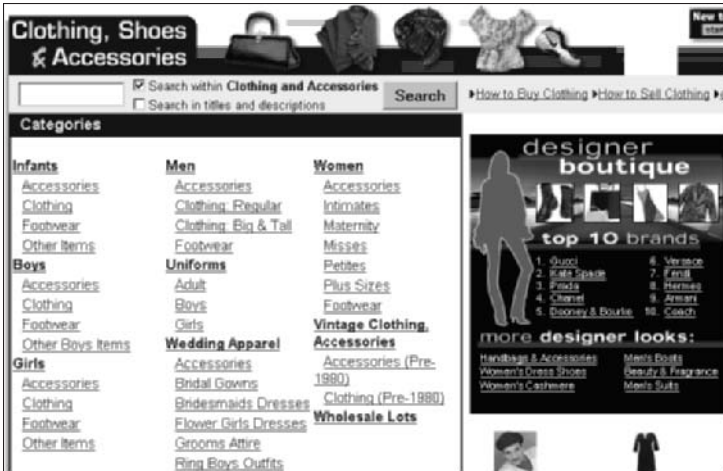 Clothing, Shoes
& Accessories
New t
Search within Clothing and Accessories
Search in titles and descriptions
Search
How to Buy Clothing
How to Sell Clothing
Categories
Infants
Accessories
Clothing
Footwear
Other Items
Boys
Accessories
Clothing
Footwear
Other Boys Items
Girls
Accessories
Clothing
Footwear
Other Items
Men
Accessories
Clothing: Regular
Clothing: Big & Tall
Footwear
Uniforms
Adult
Boys
Girls
Wedding Apparel
Accessories
Bridal Gowns
Bridesmaids Dresses
Flower Girls Dresses
Grooms Attire
Ring Boys Outfits
Women
Accessories
Intimates
Maternity
Misses
Petites
Plus Sizes
Footwear
Vintage Clothing,
Accessories
Accessories (Pre-
1980)
Clothing (Pre-1980)
Wholesale Lots
designer
boutique
top 10 brands
1. Gucci
2. Kate Spade
3. Prada
4. Chanel
5. Dooney & Bourke
6. Versace
7. Fendi
8. Hermes
9. Armani
10. Coach
more designer looks:
Handbags & Accessories
Women's Dress Shoes
Women's Cashmere
Men's Boots
Beauty & Fragrance
Men's Suits